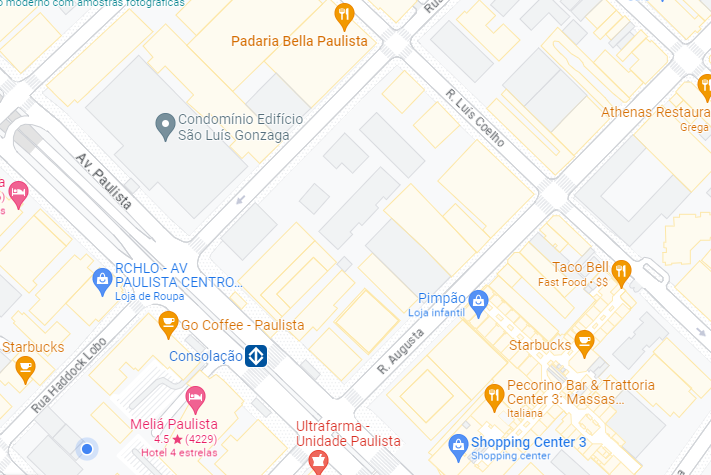 o moderno com amostras fotográficas
Rua
Padaria Bella Paulista
R. Luís Coelho
Athenas Restaura
Grega
Condomínio Edifício
São Luís Gonzaga
Av. Paulista
RCHLO - AV
PAULISTA CENTRO...
Loja de Roupa
Taco Bell
Fast Food • $$
Pimpão
Loja infantil
Go Coffee - Paulista
Starbucks
Consolação
R. Augusta
Starbucks
Rua Haddock Lobo
Pecorino Bar & Trattoria
Center 3: Massas...
Italiana
Meliá Paulista
4.5 ★ (4229)
Hotel 4 estrelas
Ultrafarma -
Unidade Paulista
Shopping Center 3
Shopping center